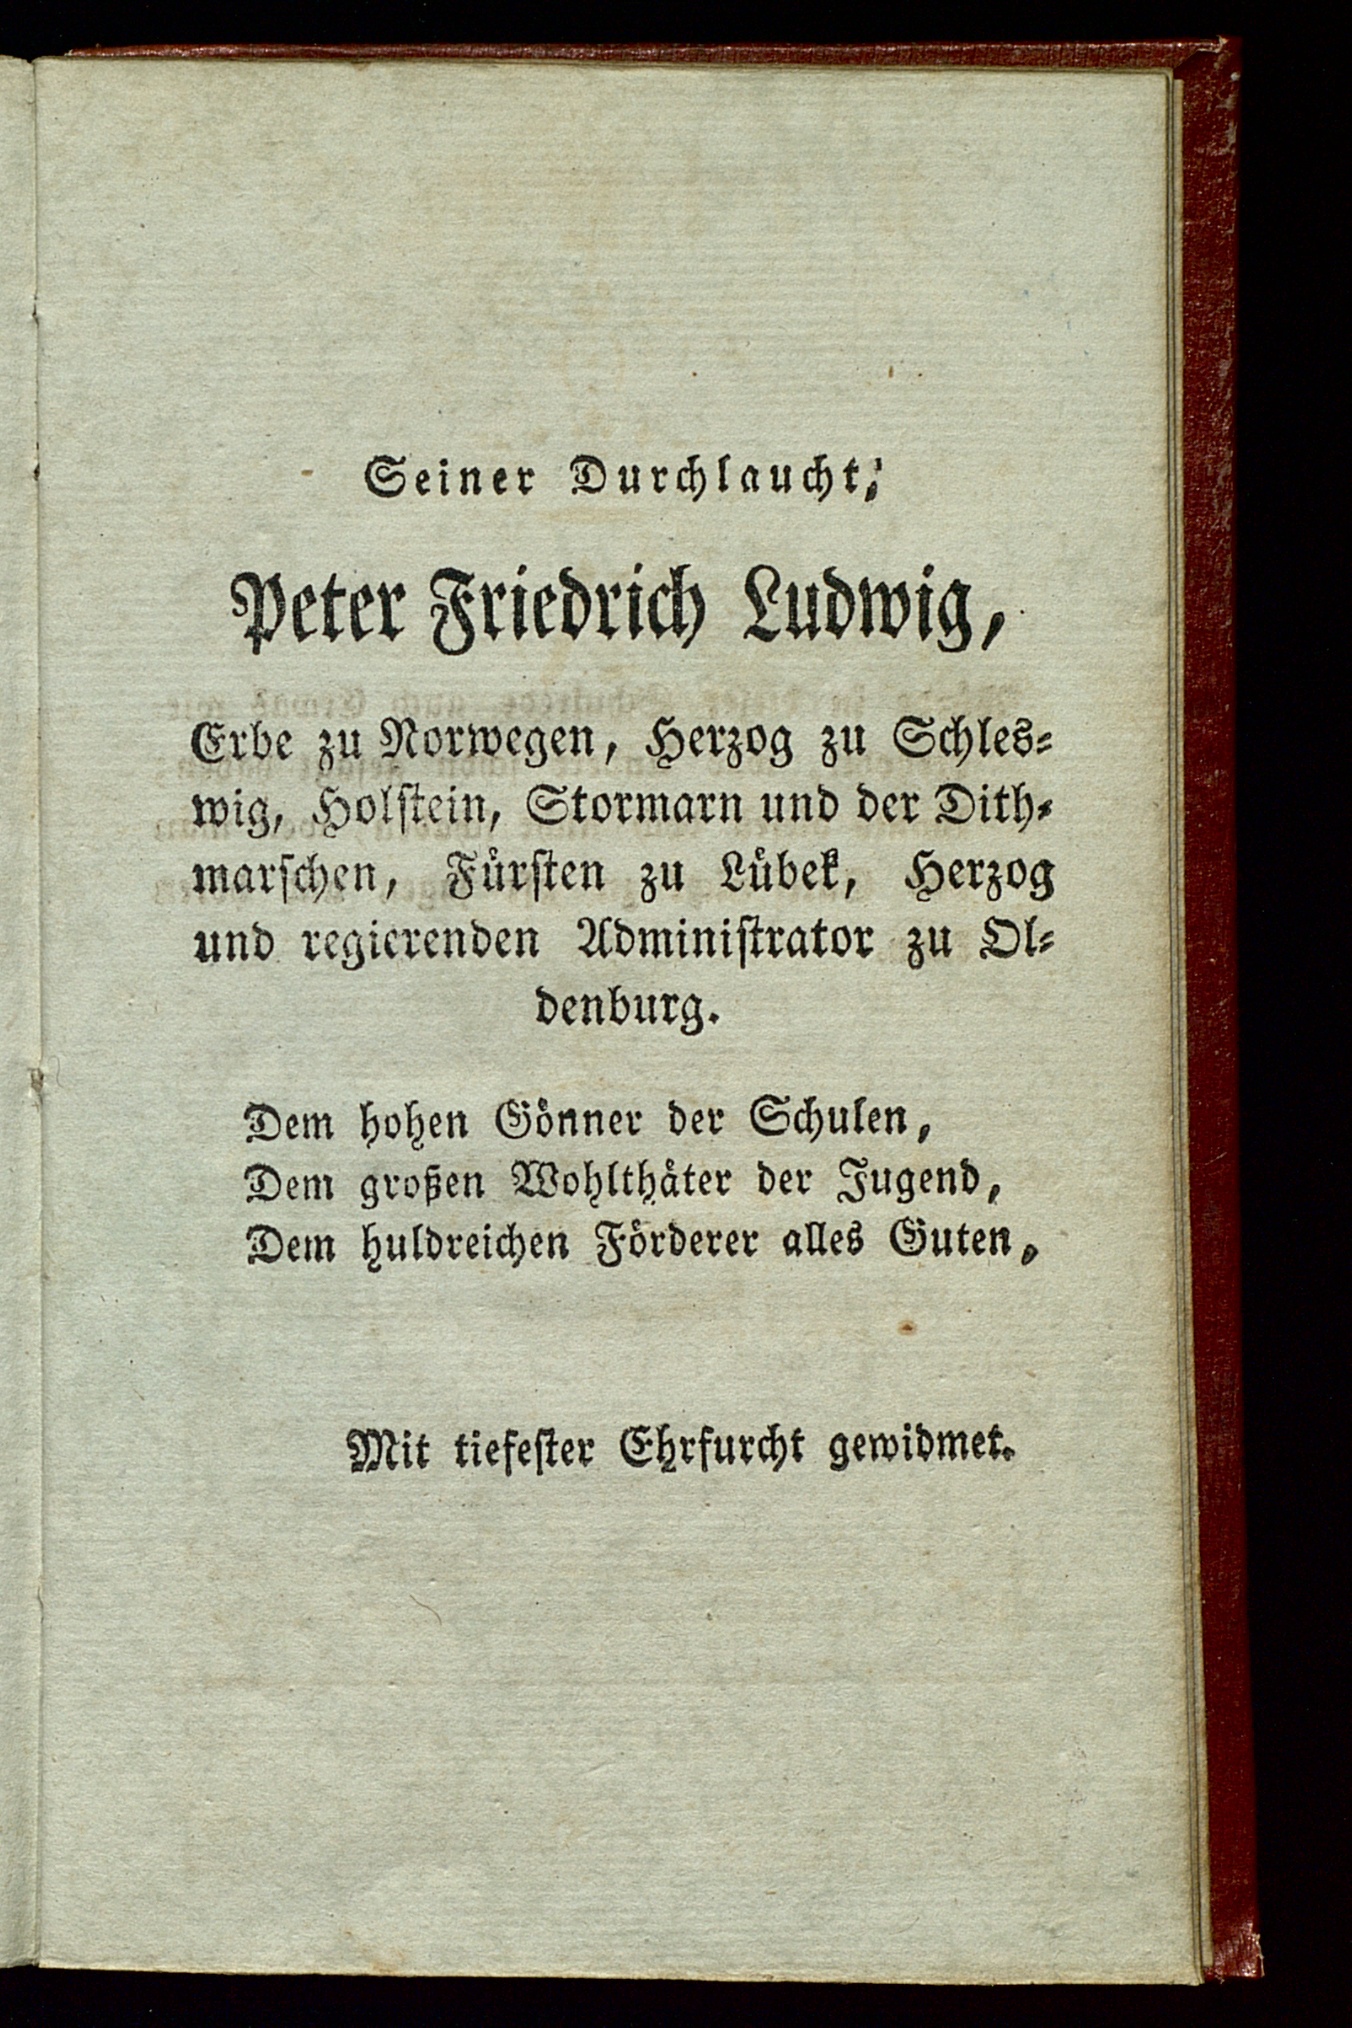 Seiner Durchlaucht,
Peter Friedrich Ludwig,
Erbe zu Norwegen, Herzog zu Schles-
wig, Holstein, Stormarn und der Dith-
marschen, Fürsten zu Lübek, Herzog
und regierenden Administrator zu Ol-
denburg.
Dem hohen Gönner der Schulen,
Dem großen Wohlthäter der Jugend,
Dem huldreichen Förderer alles Guten,
Mit tiefester Ehrfurcht gewidmet.